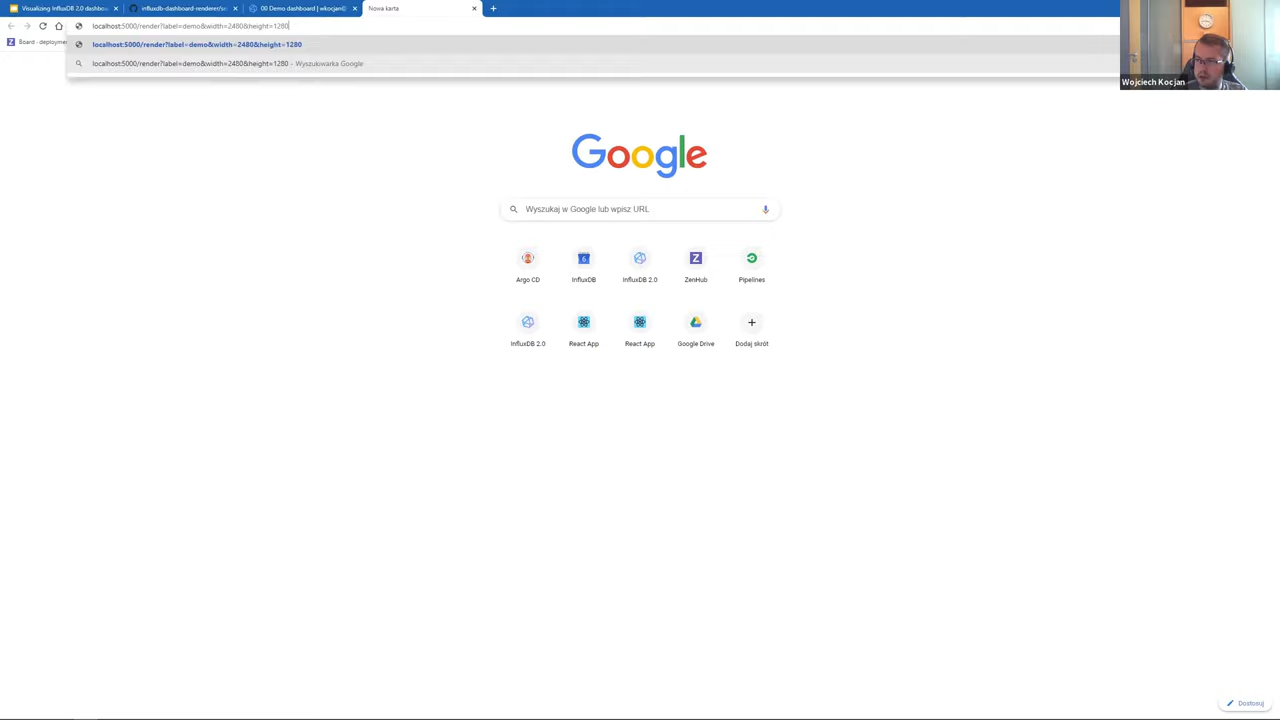 Visualizing InfluxDB 2.0 dashboa
influxdb-dashboard-renderer/se
00 Demo dashboard | wkocjan@
Nowa karta
localhost:5000/render?label=demo&width=2480&height=1280
Board - deploymen
localhost:5000/render?label=demo&width=2480&height=1280
localhost:5000/render?label=demo&width=2480&height=1280 - Wyszukiwarka Google
Wojciech Kocjan
Google
Wyszukaj w Google lub wpisz URL
Argo CD
InfluxDB
InfluxDB 2.0
ZenHub
Pipelines
InfluxDB 2.0
React App
React App
Google Drive
Dodaj skrót
Dostosuj